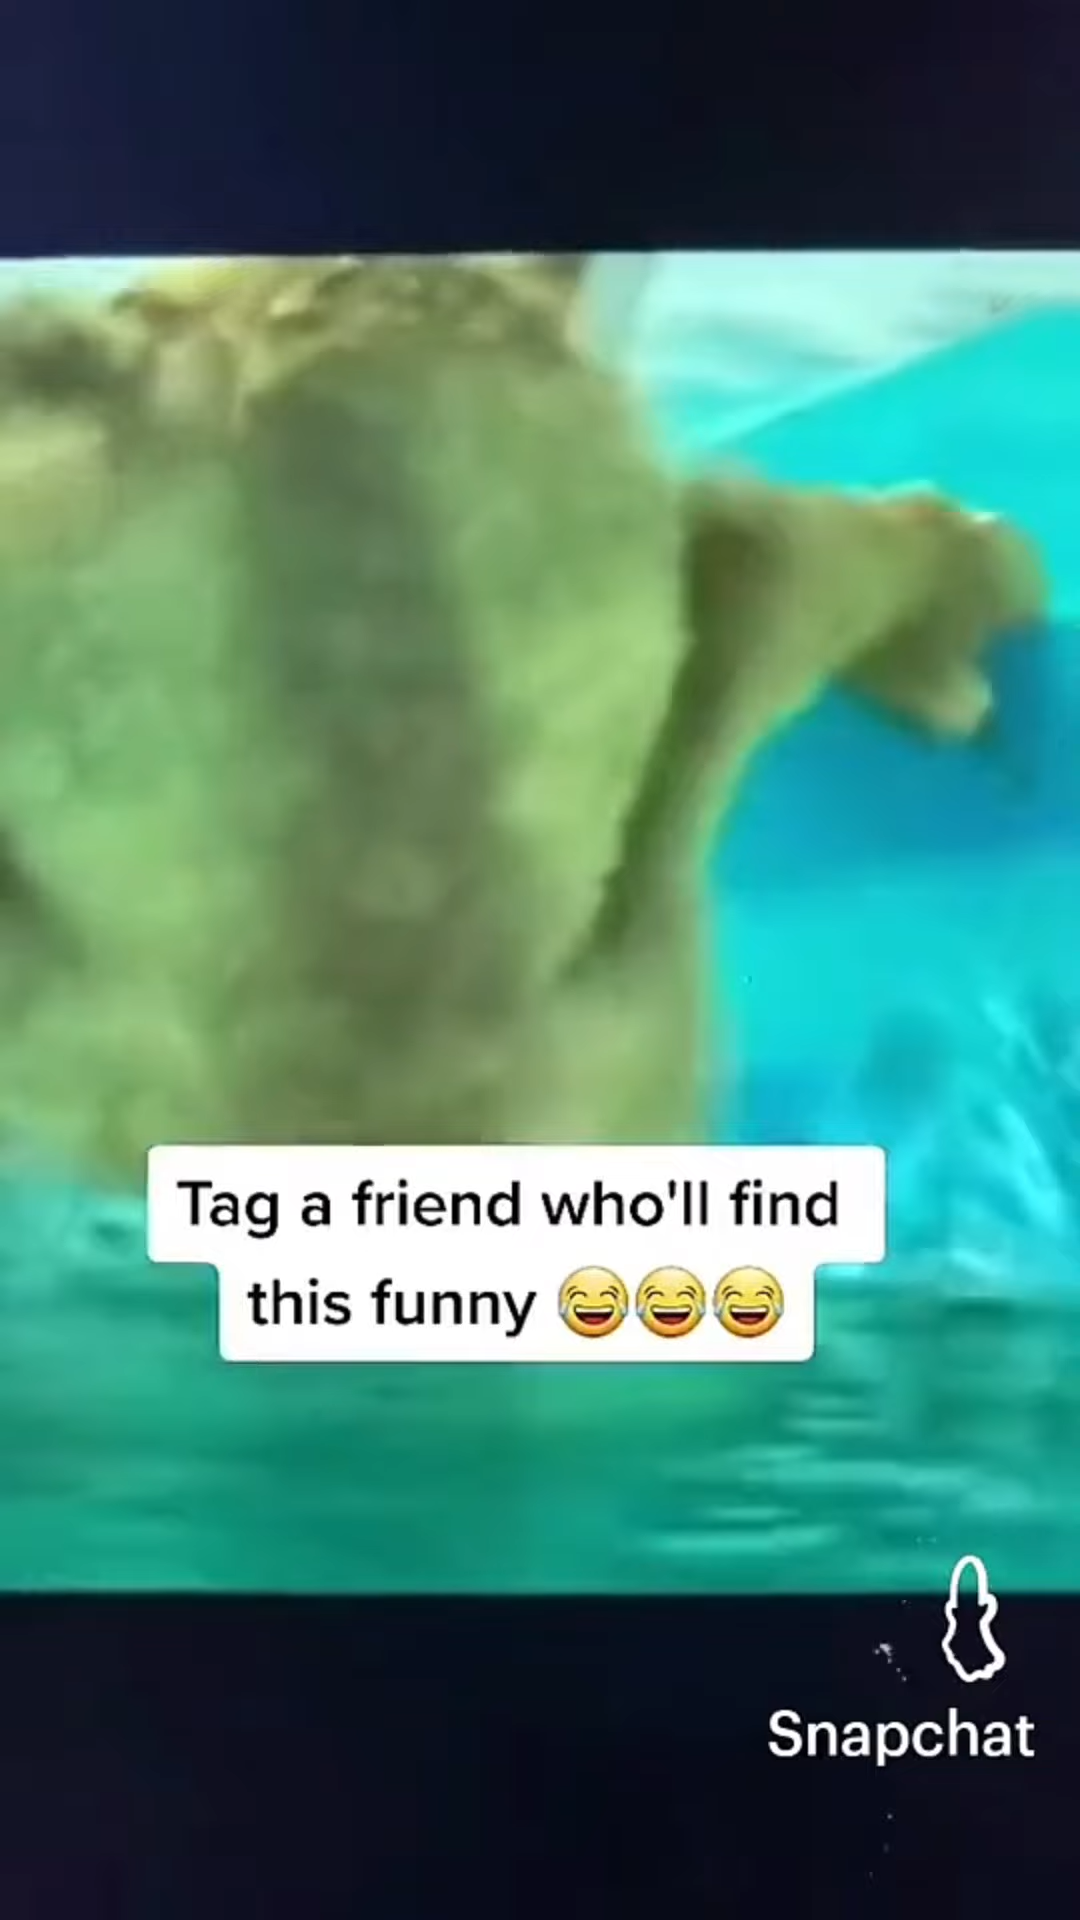 Tag a friend who'll find
this funny 😂😂😂
Snapchat